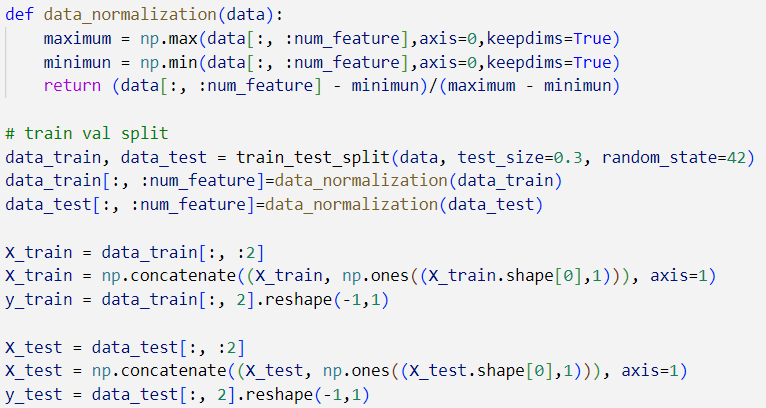 def data_normalization(data):
    maximum = np.max(data[:, :num_feature],axis=0,keepdims=True)
    minimun = np.min(data[:, :num_feature],axis=0,keepdims=True)
    return (data[:, :num_feature] - minimun)/(maximum - minimun)
# train val split
data_train, data_test = train_test_split(data, test_size=0.3, random_state=42)
data_train[:, :num_feature]=data_normalization(data_train)
data_test[:, :num_feature]=data_normalization(data_test)
X_train = data_train[:, :2]
X_train = np.concatenate((X_train, np.ones((X_train.shape[0],1))), axis=1)
y_train = data_train[:, 2].reshape(-1,1)
X_test = data_test[:, :2]
X_test = np.concatenate((X_test, np.ones((X_test.shape[0],1))), axis=1)
y_test = data_test[:, 2].reshape(-1,1)